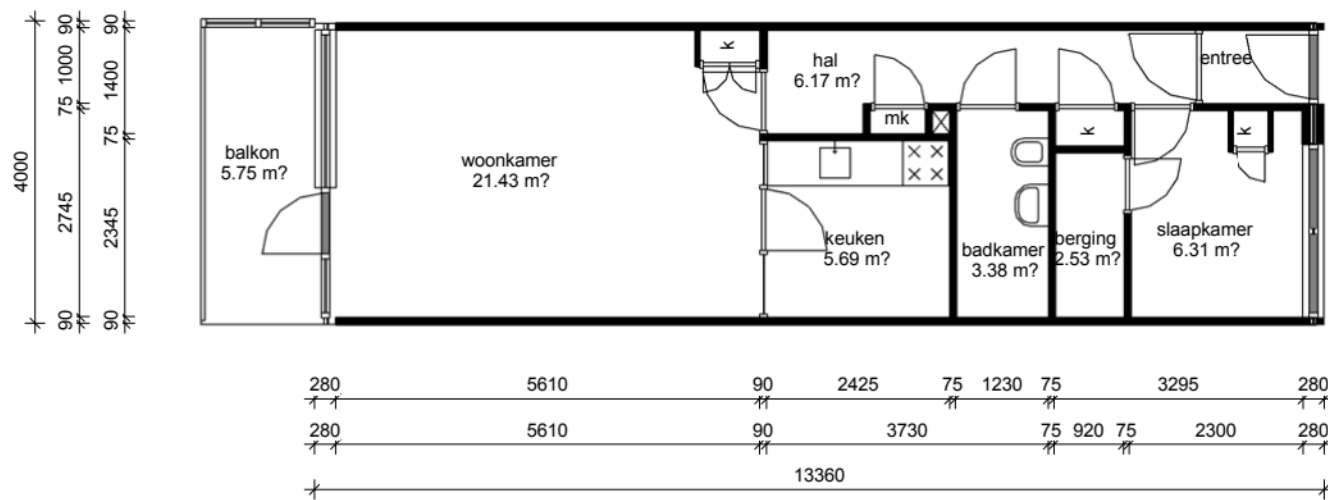 90
1000
75
2745
90
4000
90
1400
75
2345
90
balkon
5.75 m?
woonkamer
21.43 m?
k
hal
6.17 m?
mk
keuken
5.69 m?
badkamer
3.38 m?
k
berging
2.53 m?
entree
k
slaapkamer
6.31 m?
280 5610 90 2425 75 1230 75 3295 280
280 5610 90 3730 75 920 75 2300 280
13360